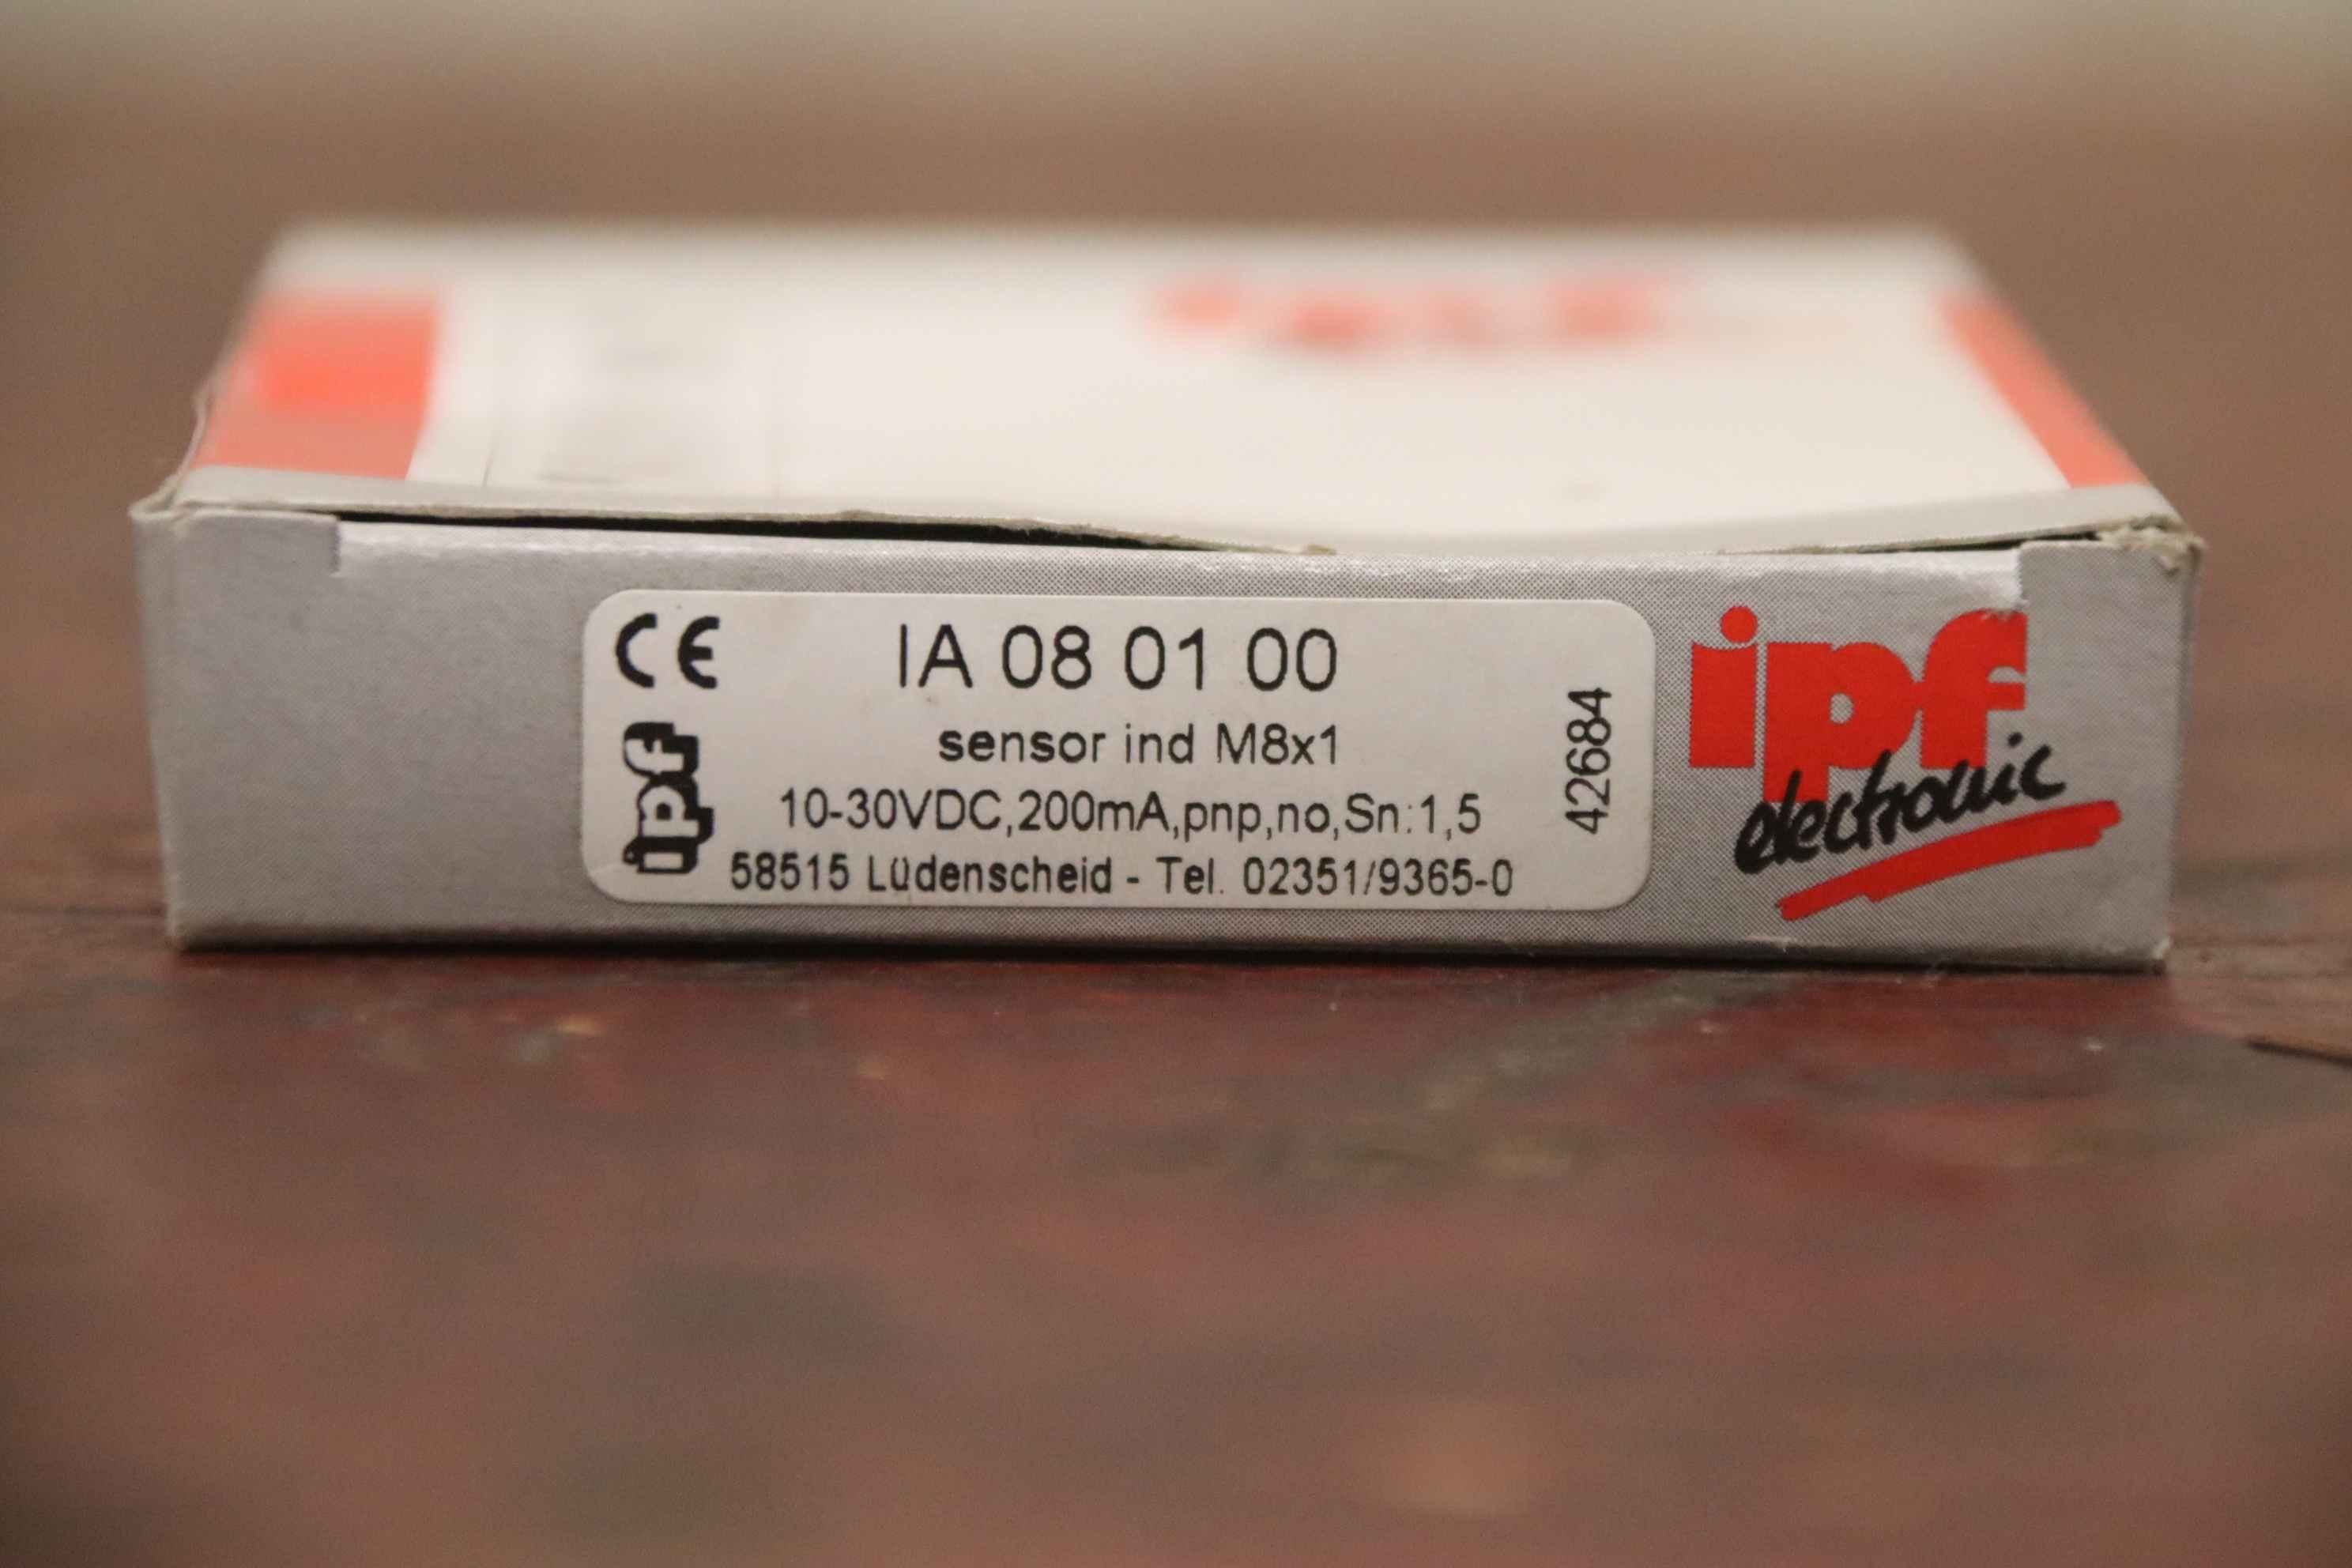 CE
IA 08 01 00
sensor ind M8x1
10-30VDC,200mA,pnp,no,Sn:1,5
58515 Lüdenscheid - Tel. 02351/9365-0
ipf
42684
ipf
electronic